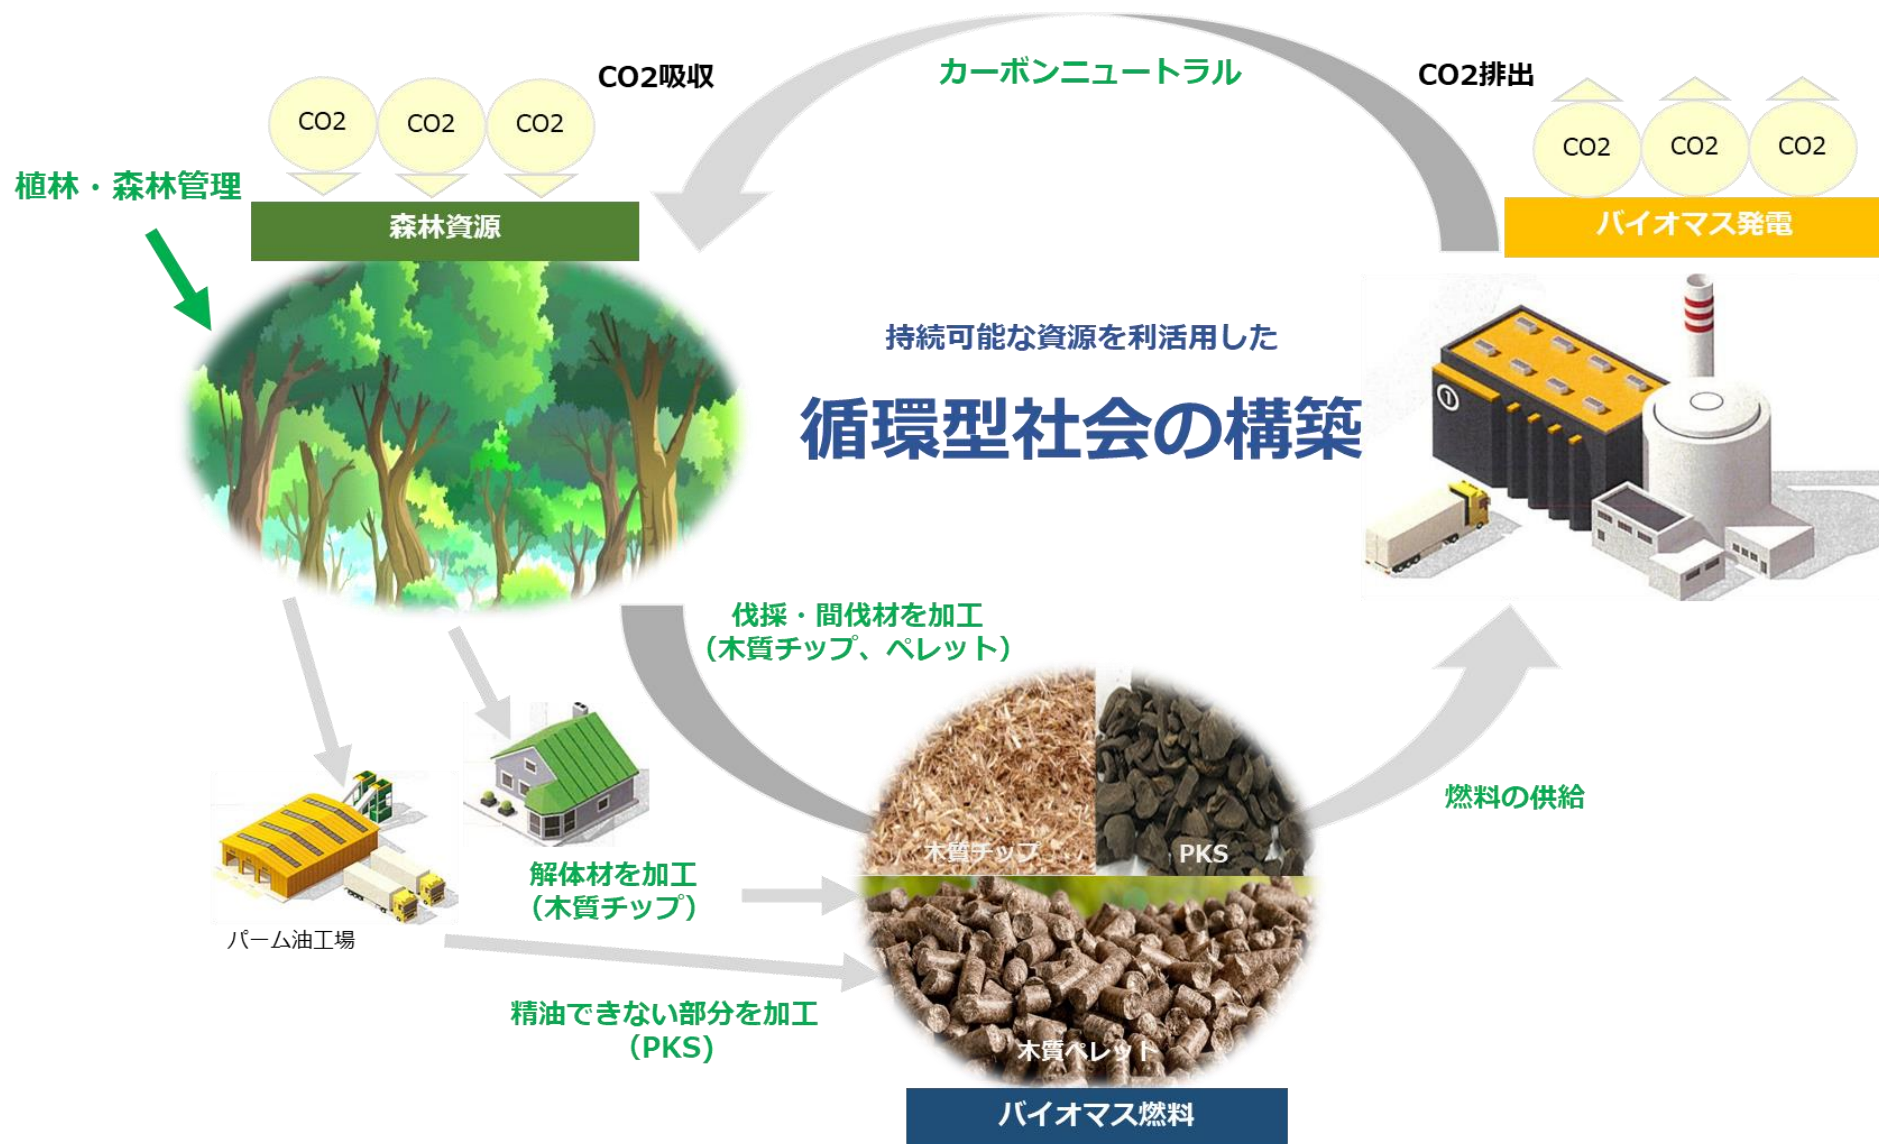 CO2吸収
カーボンニュートラル
CO2排出
CO2
CO2
CO2
CO2
CO2
CO2
植林・森林管理
森林資源
バイオマス発電
持続可能な資源を利活用した
循環型社会の構築
①
伐採・間伐材を加工
（木質チップ、ペレット）
燃料の供給
木質チップ
PKS
解体材を加工
（木質チップ）
パーム油工場
精油できない部分を加工
（PKS)
木質ペレット
バイオマス燃料